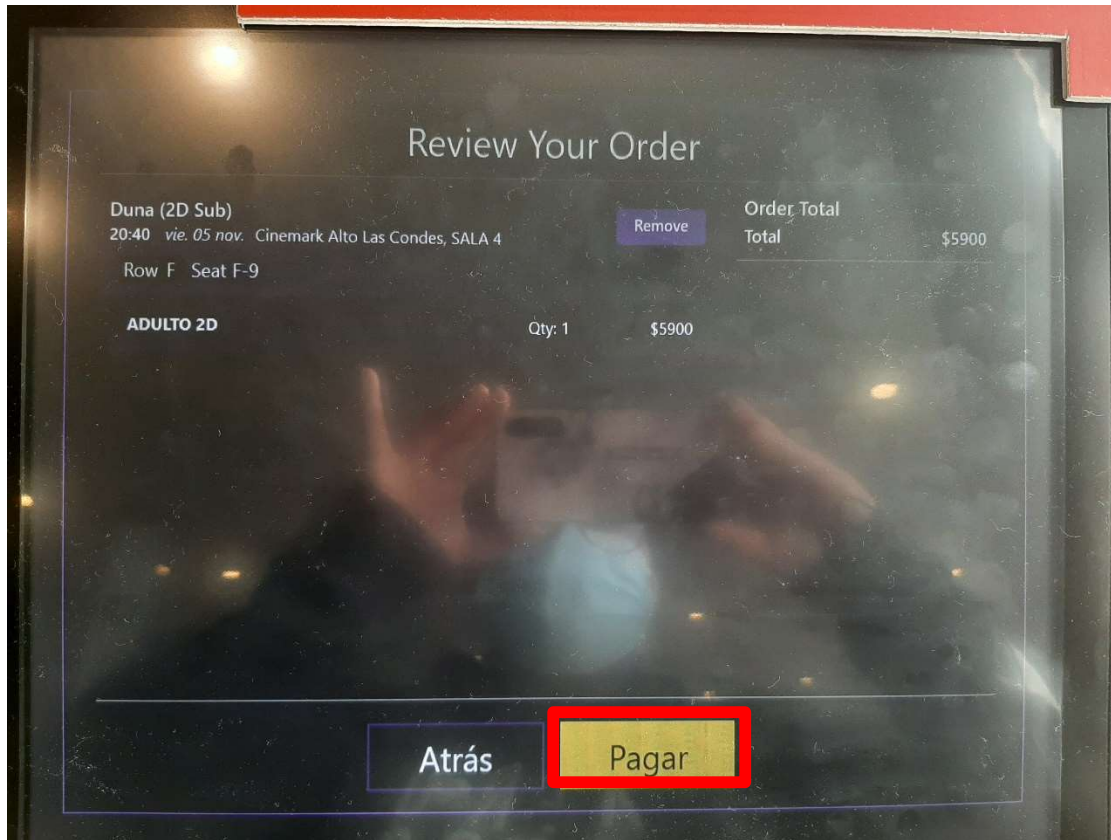 Review Your Order
Duna (2D Sub)
20:40 vie. 05 nov. Cinemark Alto Las Condes, SALA 4
Row F Seat F-9
Remove
ADULTO 2D Qty: 1 $5900
Order Total
Total $5900
Atrás
Pagar